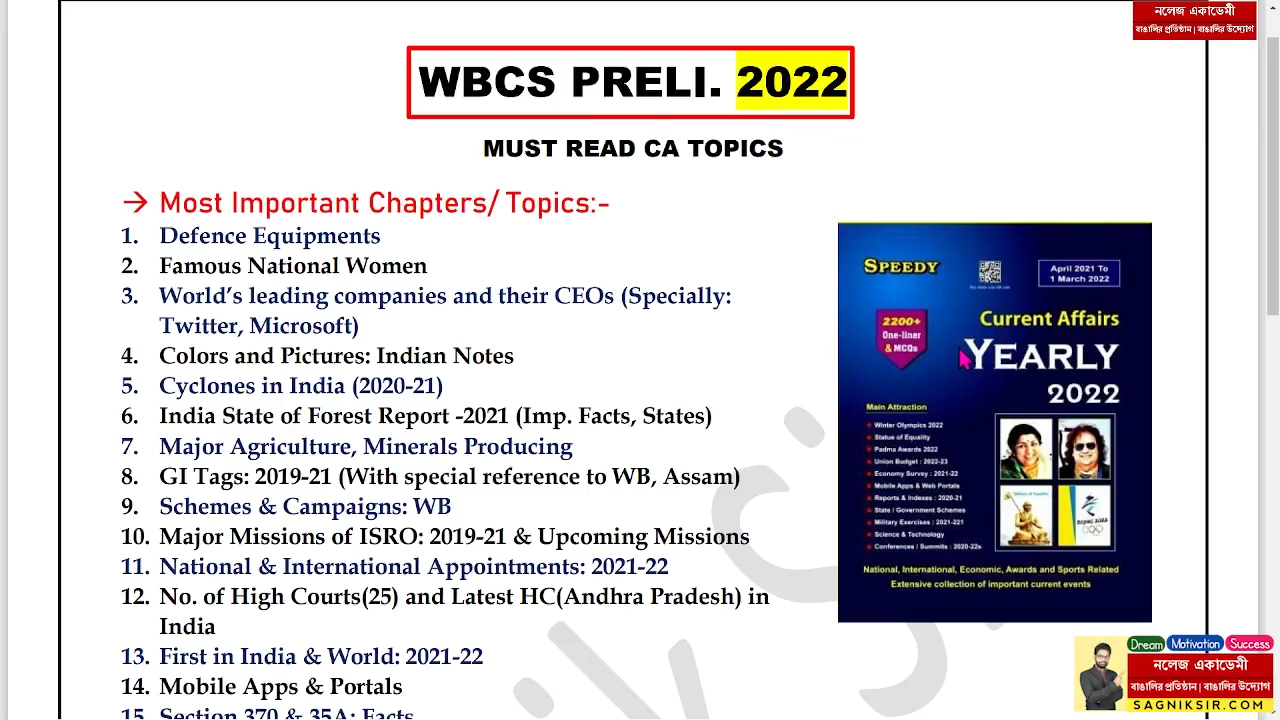 নলেজ একাডেমী
বাঙালির প্রতিষ্ঠান | বাঙালির উদ্যোগ
WBCS PRELI. 2022
MUST READ CA TOPICS
→ Most Important Chapters/ Topics:-
1. Defence Equipments
2. Famous National Women
3. World's leading companies and their CEOs (Specially:
Twitter, Microsoft)
4. Colors and Pictures: Indian Notes
5. Cyclones in India (2020-21)
6. India State of Forest Report -2021 (Imp. Facts, States)
7. Major Agriculture, Minerals Producing
8. GI Tags: 2019-21 (With special reference to WB, Assam)
9. Schemes & Campaigns: WB
10. Major Missions of ISRO: 2019-21 & Upcoming Missions
11. National & International Appointments: 2021-22
12. No. of High Courts(25) and Latest HC(Andhra Pradesh) in
India
13. First in India & World: 2021-22
14. Mobile Apps & Portals
15. Section 370 & 35A: Facts
SPEEDY
April 2021 To
1 March 2022
2200+
One-liner
& MCQs
Current Affairs
YEARLY
2022
Main Attraction
Winter Olympics 2022
Statue of Equality
Padma Awards 2022
Union Budget : 2022-23
Economy Survey : 2021-22
Mobile Apps & Web Portals
Reports & Indexes : 2020-21
State / Government Schemes
Military Exercises : 2021-221
Science & Technology
Conferences / Summits : 2020-22s
BEIJING 2022
National, International, Economic, Awards and Sports Related
Extensive collection of important current events
Dream Motivation Success
নলেজ একাডেমী
বাঙালির প্রতিষ্ঠান | বাঙালির উদ্যোগ
SAGNIKSIR.COM